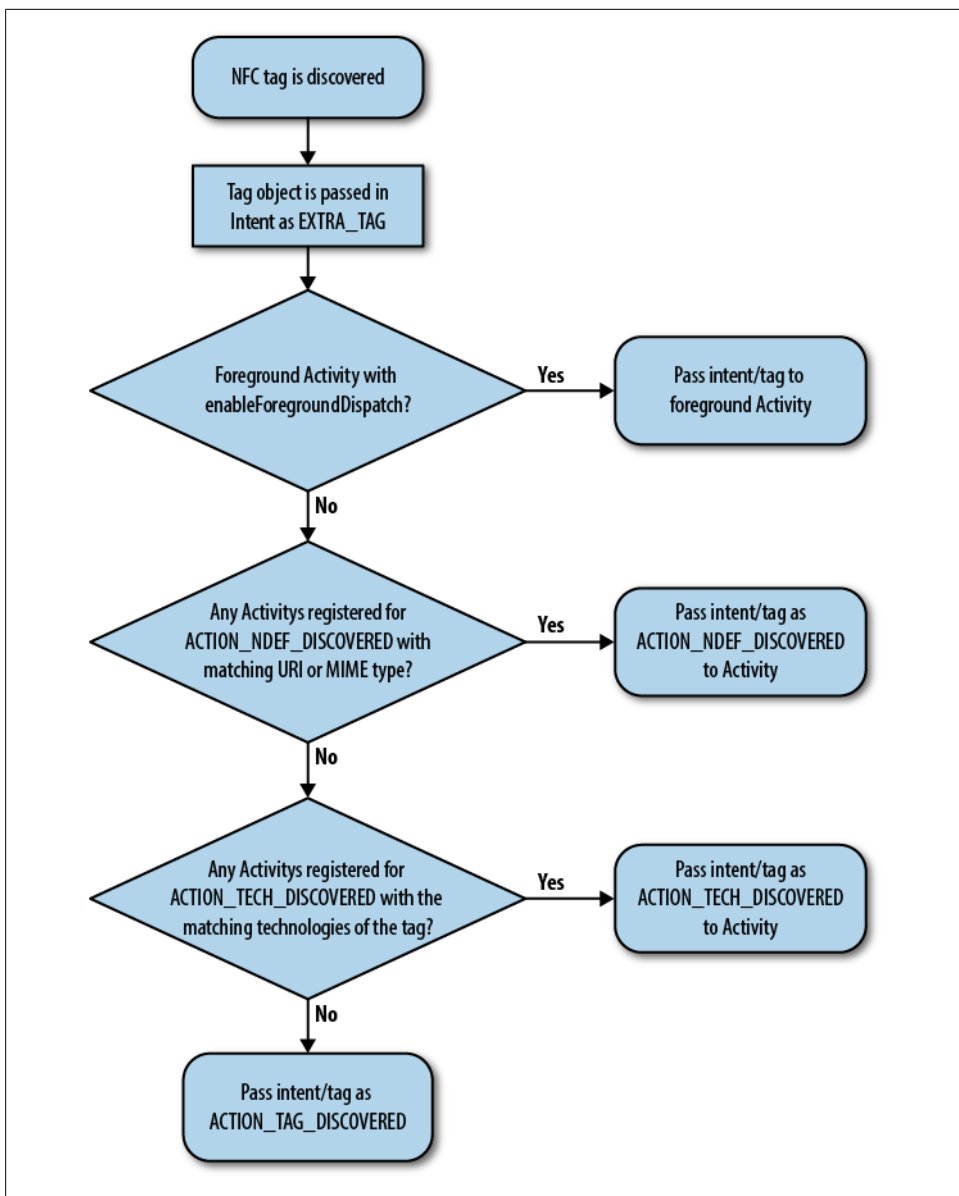 NFC tag is discovered
Tag object is passed in
Intent as EXTRA_TAG
Foreground Activity with
enableForegroundDispatch?
Yes
Pass intent/tag to
foreground Activity
No
Any Activitys registered for
ACTION_NDEF_DISCOVERED with
matching URI or MIME type?
Yes
Pass intent/tag as
ACTION_NDEF_DISCOVERED
to Activity
No
Any Activitys registered for
ACTION_TECH_DISCOVERED with the
matching technologies of the tag?
Yes
Pass intent/tag as
ACTION_TECH_DISCOVERED
to Activity
No
Pass intent/tag as
ACTION_TAG_DISCOVERED